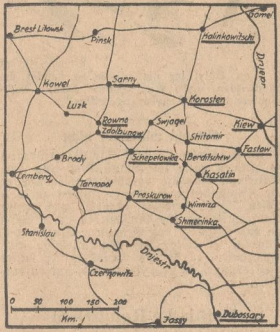 Gomel
Brest Litowsk
Pinsk
Kalinkowitschi
Dnjepr
Kowel
Sarny
Korosten
Luzk
Rowno
Swjagel
Kiew
Zdolbunow
Shitomir
Brody
Schepetowka
Berditschew
Fastow
Lemberg
Kasatin
Tarnopol
Proskurow
Winniza
Stanislau
Shmerinka
Dnjestr
Czernowitz
0 50 100 150 200
Km.
Jassy
Dubossary